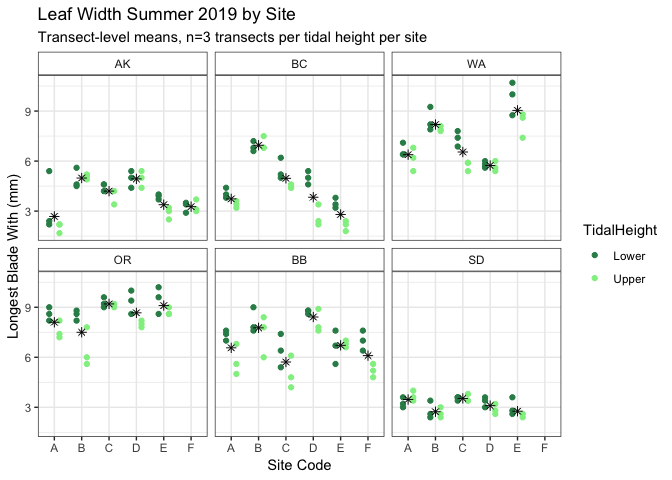 Leaf Width Summer 2019 by Site
Transect-level means, n=3 transects per tidal height per site
AK
BC
WA
9
6
3
OR
BB
SD
9
6
3
A B C D E F
A B C D E F
A B C D E F
Longest Blade With (mm)
Site Code
TidalHeight
Lower
Upper